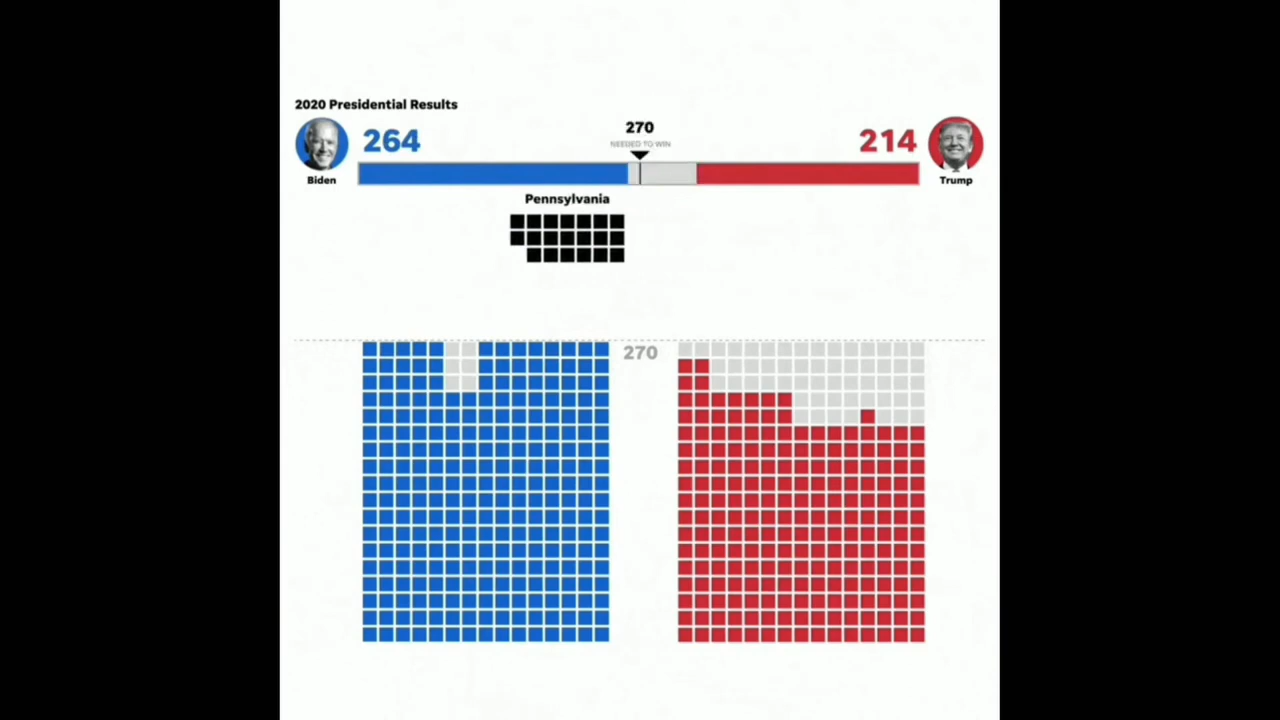 2020 Presidential Results
264
270
214
NEEDED TO WIN
Biden
Trump
Pennsylvania
270